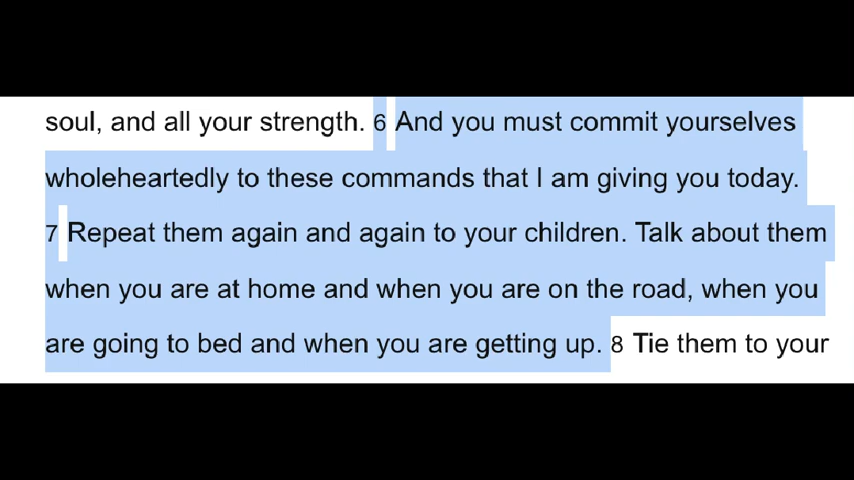 soul, and all your strength. 6 And you must commit yourselves
wholeheartedly to these commands that I am giving you today.
7 Repeat them again and again to your children. Talk about them
when you are at home and when you are on the road, when you
are going to bed and when you are getting up. 8 Tie them to your